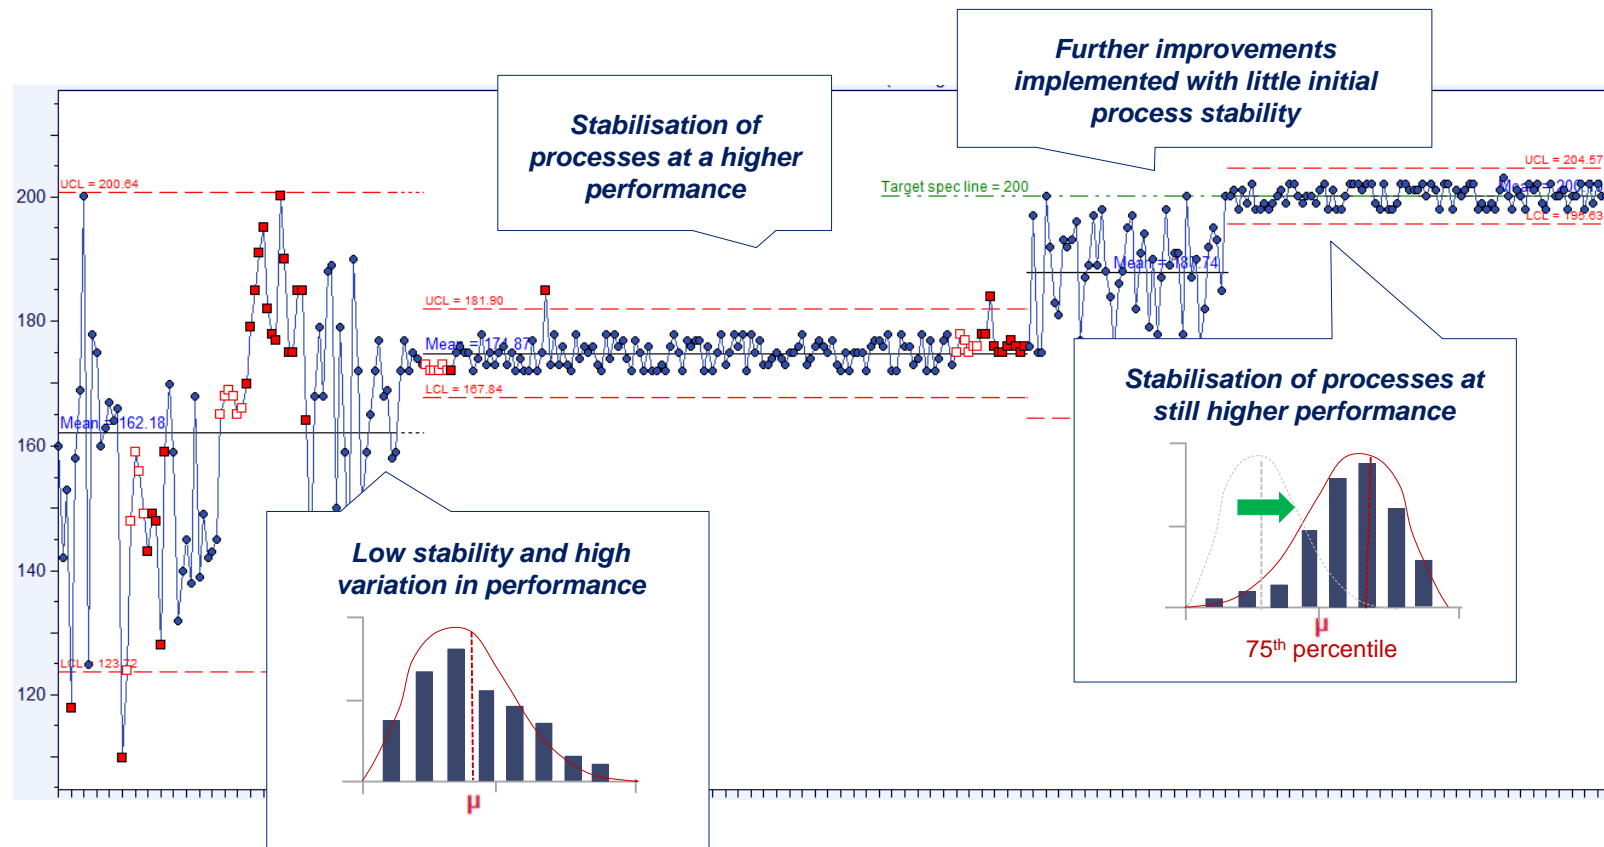 Further improvements
implemented with little initial
process stability
Stabilisation of
processes at a higher
performance
UCL = 204.57
UCL = 200.64
Target spec line = 200
200
LCL = 195.63
Mean = 187.74
UCL = 181.90
180
Mean = 174.87
LCL = 167.84
Mean = 162.18
160
Stabilisation of processes at
still higher performance
μ
75th percentile
140
Low stability and high
variation in performance
μ
LCL = 123.72
120